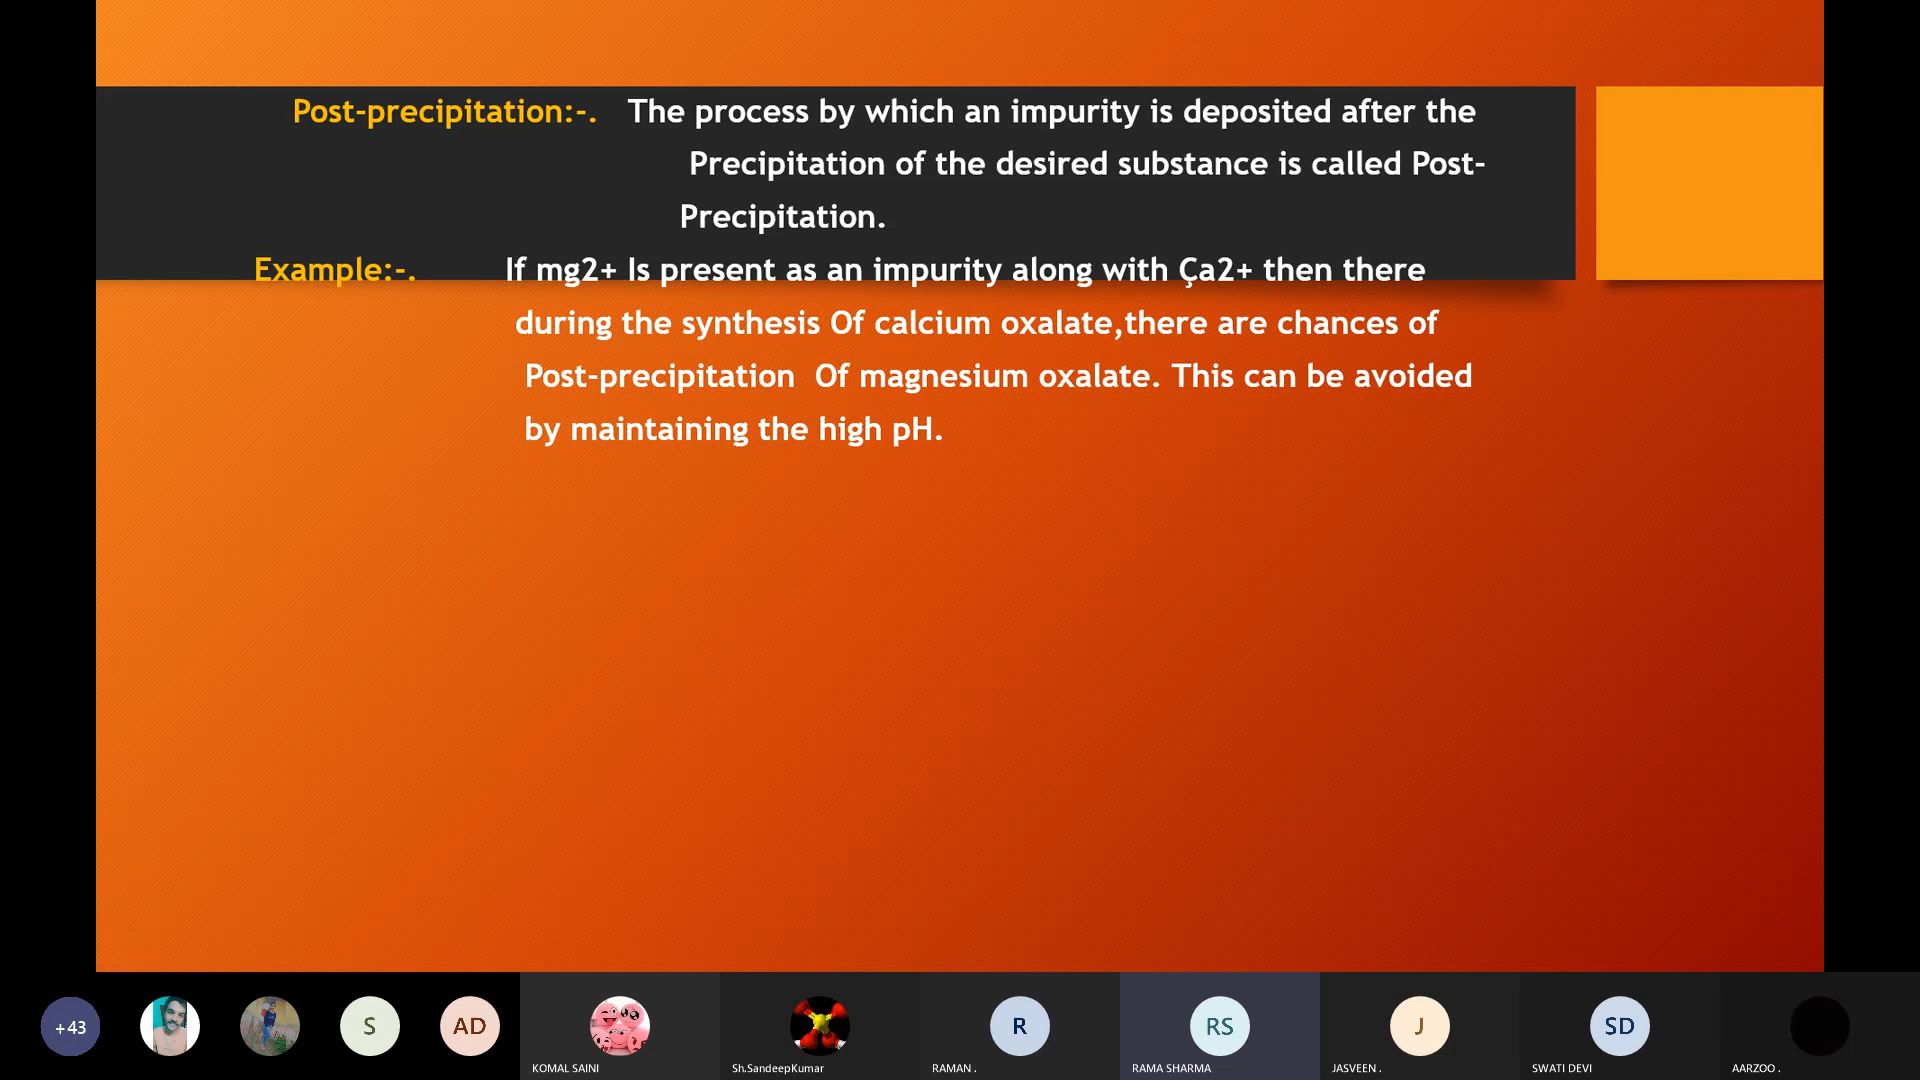 Post-precipitation:-. The process by which an impurity is deposited after the
Precipitation of the desired substance is called Post-
Precipitation.
Example:-. If mg2+ Is present as an impurity along with Ça2+ then there
during the synthesis Of calcium oxalate,there are chances of
Post-precipitation Of magnesium oxalate. This can be avoided
by maintaining the high pH.
+43
S
AD
R
RS
J
SD
KOMAL SAINI
Sh.SandeepKumar
RAMAN .
RAMA SHARMA
JASVEEN .
SWATI DEVI
AARZOO .